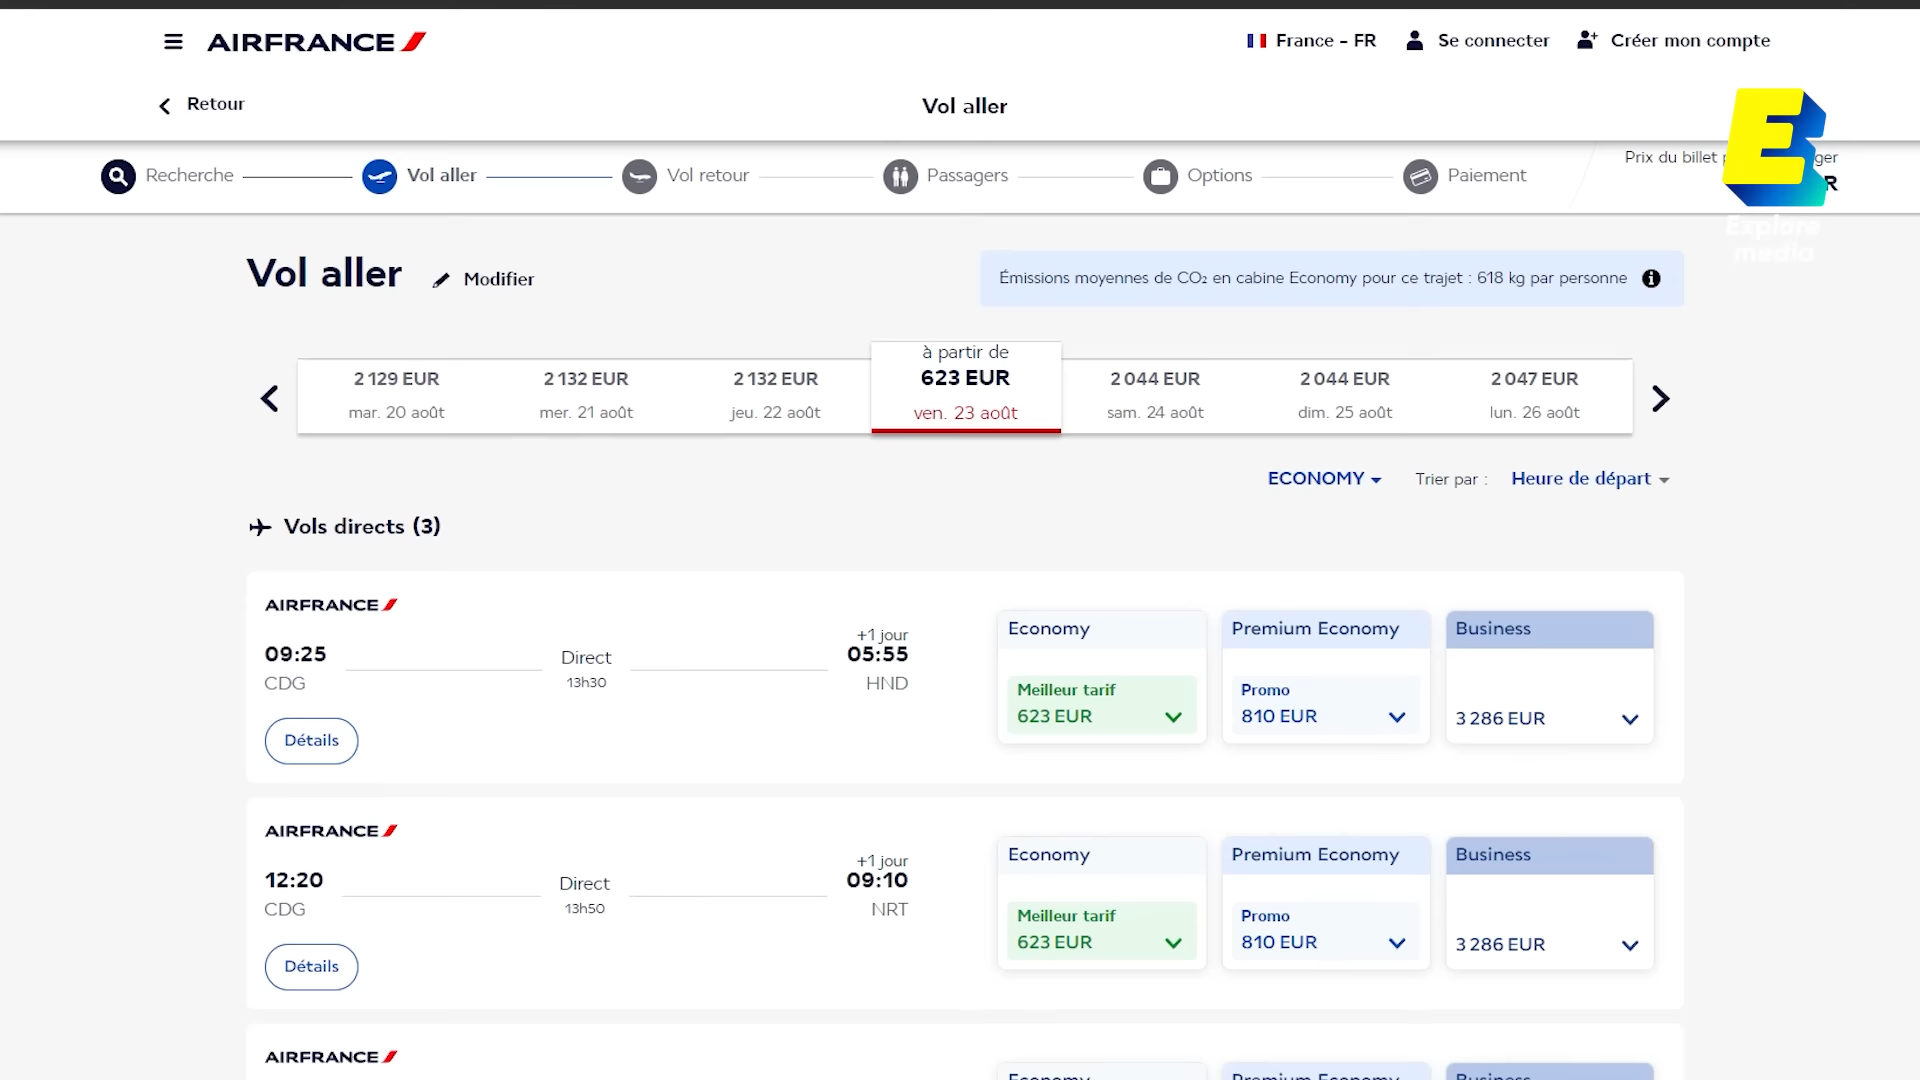 AIRFRANCE
France - FR
Se connecter
Créer mon compte
Retour
Vol aller
Recherche
Vol aller
Vol retour
Passagers
Options
Paiement
Prix du billet
E
Explore
media
Vol aller
Modifier
Émissions moyennes de CO₂ en cabine Economy pour ce trajet : 618 kg par personne
2 129 EUR
mar. 20 août
2 132 EUR
mer. 21 août
2 132 EUR
jeu. 22 août
à partir de
623 EUR
ven. 23 août
2 044 EUR
sam. 24 août
2 044 EUR
dim. 25 août
2 047 EUR
lun. 26 août
ECONOMY
Trier par :
Heure de départ
Vols directs (3)
AIRFRANCE
09:25
CDG
Direct
13h30
+1 jour
05:55
HND
Détails
Economy
Meilleur tarif
623 EUR
Premium Economy
Promo
810 EUR
Business
3 286 EUR
AIRFRANCE
12:20
CDG
Direct
13h50
+1 jour
09:10
NRT
Détails
Economy
Meilleur tarif
623 EUR
Premium Economy
Promo
810 EUR
Business
3 286 EUR
AIRFRANCE
Economy
Premium Economy
Business